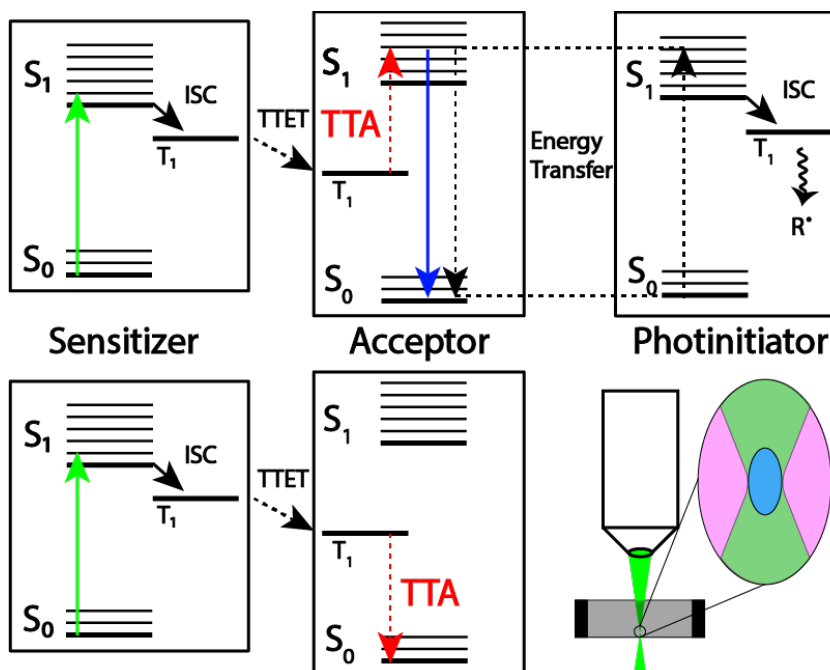 S₁
ISC
T₁
S₀
TTET
S₁
TTA
T₁
S₀
Energy
Transfer
S₁
ISC
T₁
R•
S₀
Sensitizer
Acceptor
Photinitiator
S₁
ISC
T₁
S₀
TTET
S₁
T₁
TTA
S₀